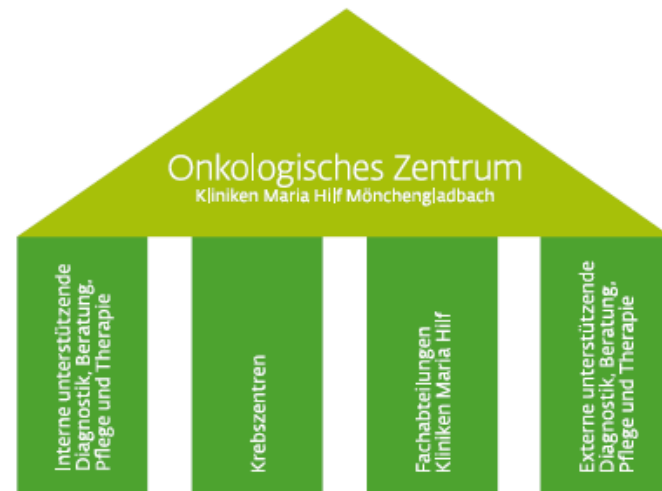 Onkologisches Zentrum
Kliniken Maria Hilf Mönchengladbach
Interne unterstützende
Diagnostik, Beratung,
Pflege und Therapie
Krebszentren
Fachabteilungen
Kliniken Maria Hilf
Externe unterstützende
Diagnostik, Beratung,
Pflege und Therapie